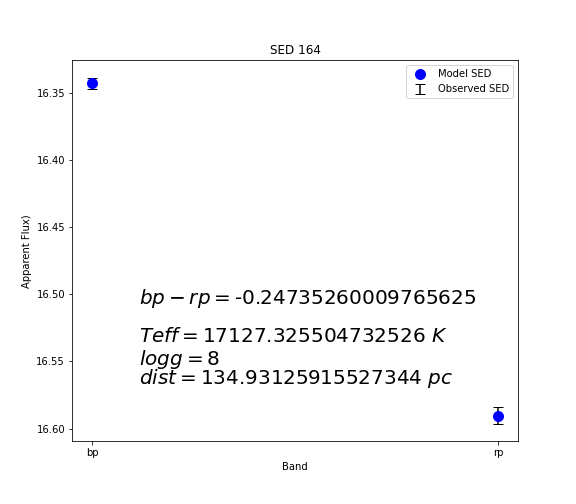 SED 164
Model SED
Observed SED
16.35
16.40
16.45
16.50
16.55
16.60
Apparent Flux)
bp − rp = -0.24735260009765625
Teff = 17127.325504732526 K
logg = 8
dist = 134.93125915527344 pc
bp
rp
Band